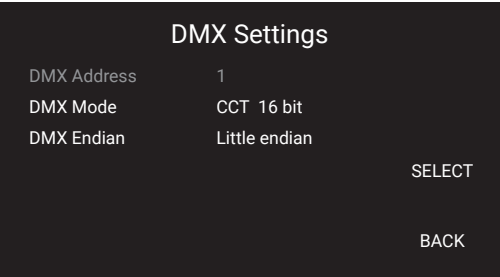 DMX Settings
DMX Address 1
DMX Mode CCT 16 bit
DMX Endian Little endian
SELECT
BACK